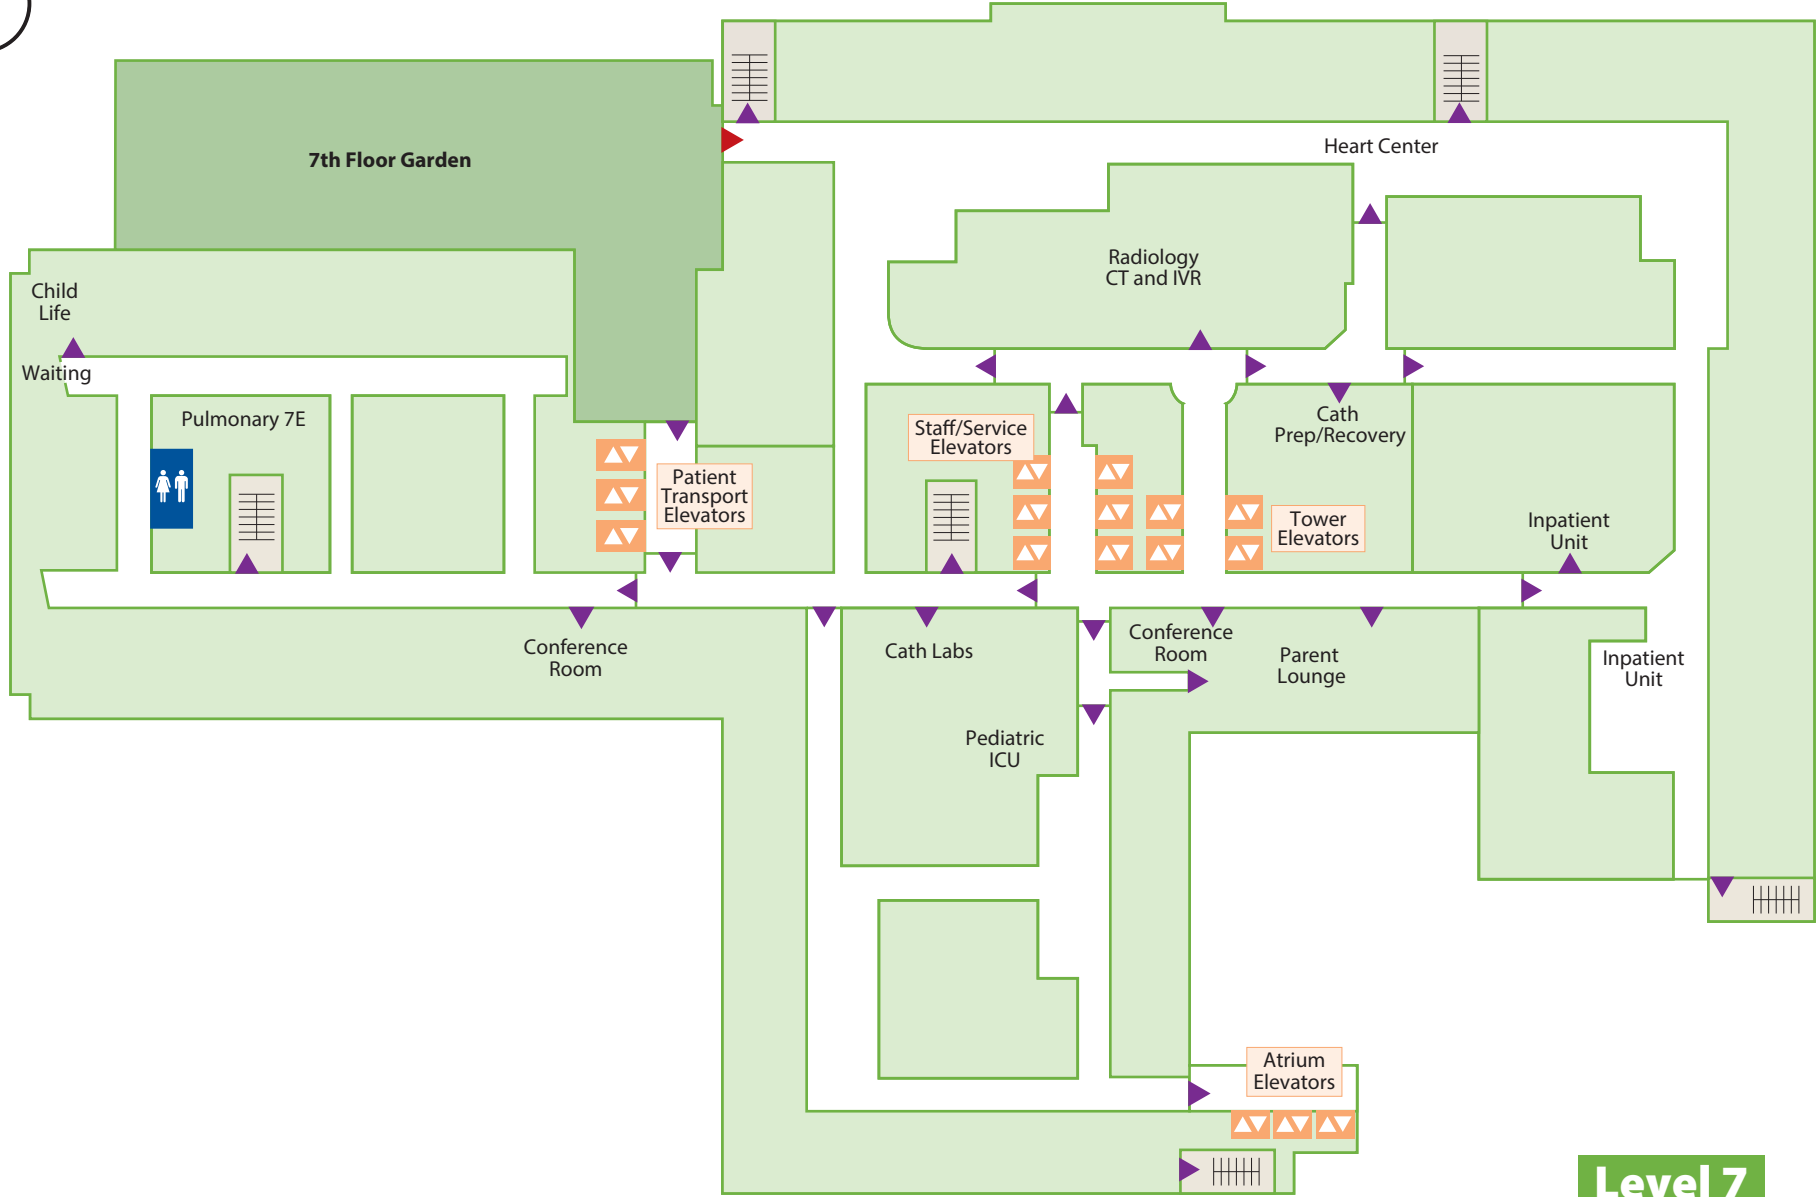 7th Floor Garden
Heart Center
Radiology
CT and IVR
Child
Life
Waiting
Pulmonary 7E
Staff/Service
Elevators
Cath
Prep/Recovery
Patient
Transport
Elevators
Tower
Elevators
Inpatient
Unit
Conference
Room
Cath Labs
Conference
Room
Parent
Lounge
Inpatient
Unit
Pediatric
ICU
Atrium
Elevators
Level 7